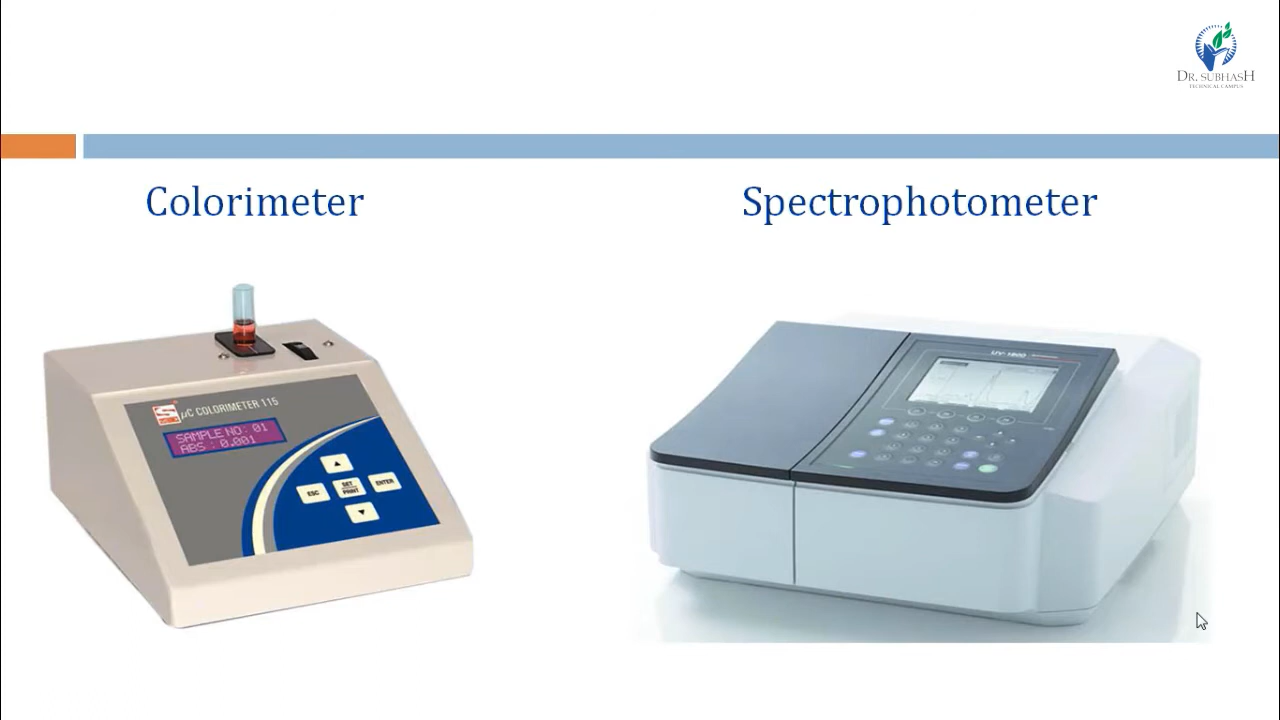 DR. SUBHASH
TECHNICAL CAMPUS
Colorimeter
Spectrophotometer
µC COLORIMETER 115
SAMPLE NO: 01
ABS : 0.001
ESC
SET
PRINT
ENTER
UV-1800